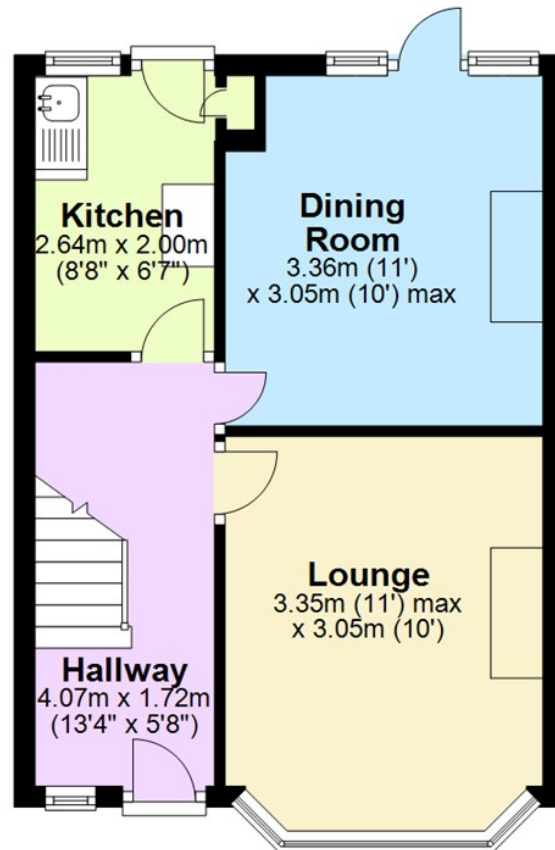 Kitchen
2.64m x 2.00m
(8'8" x 6'7")
Dining
Room
3.36m (11')
x 3.05m (10') max
Lounge
3.35m (11') max
x 3.05m (10')
Hallway
4.07m x 1.72m
(13'4" x 5'8")